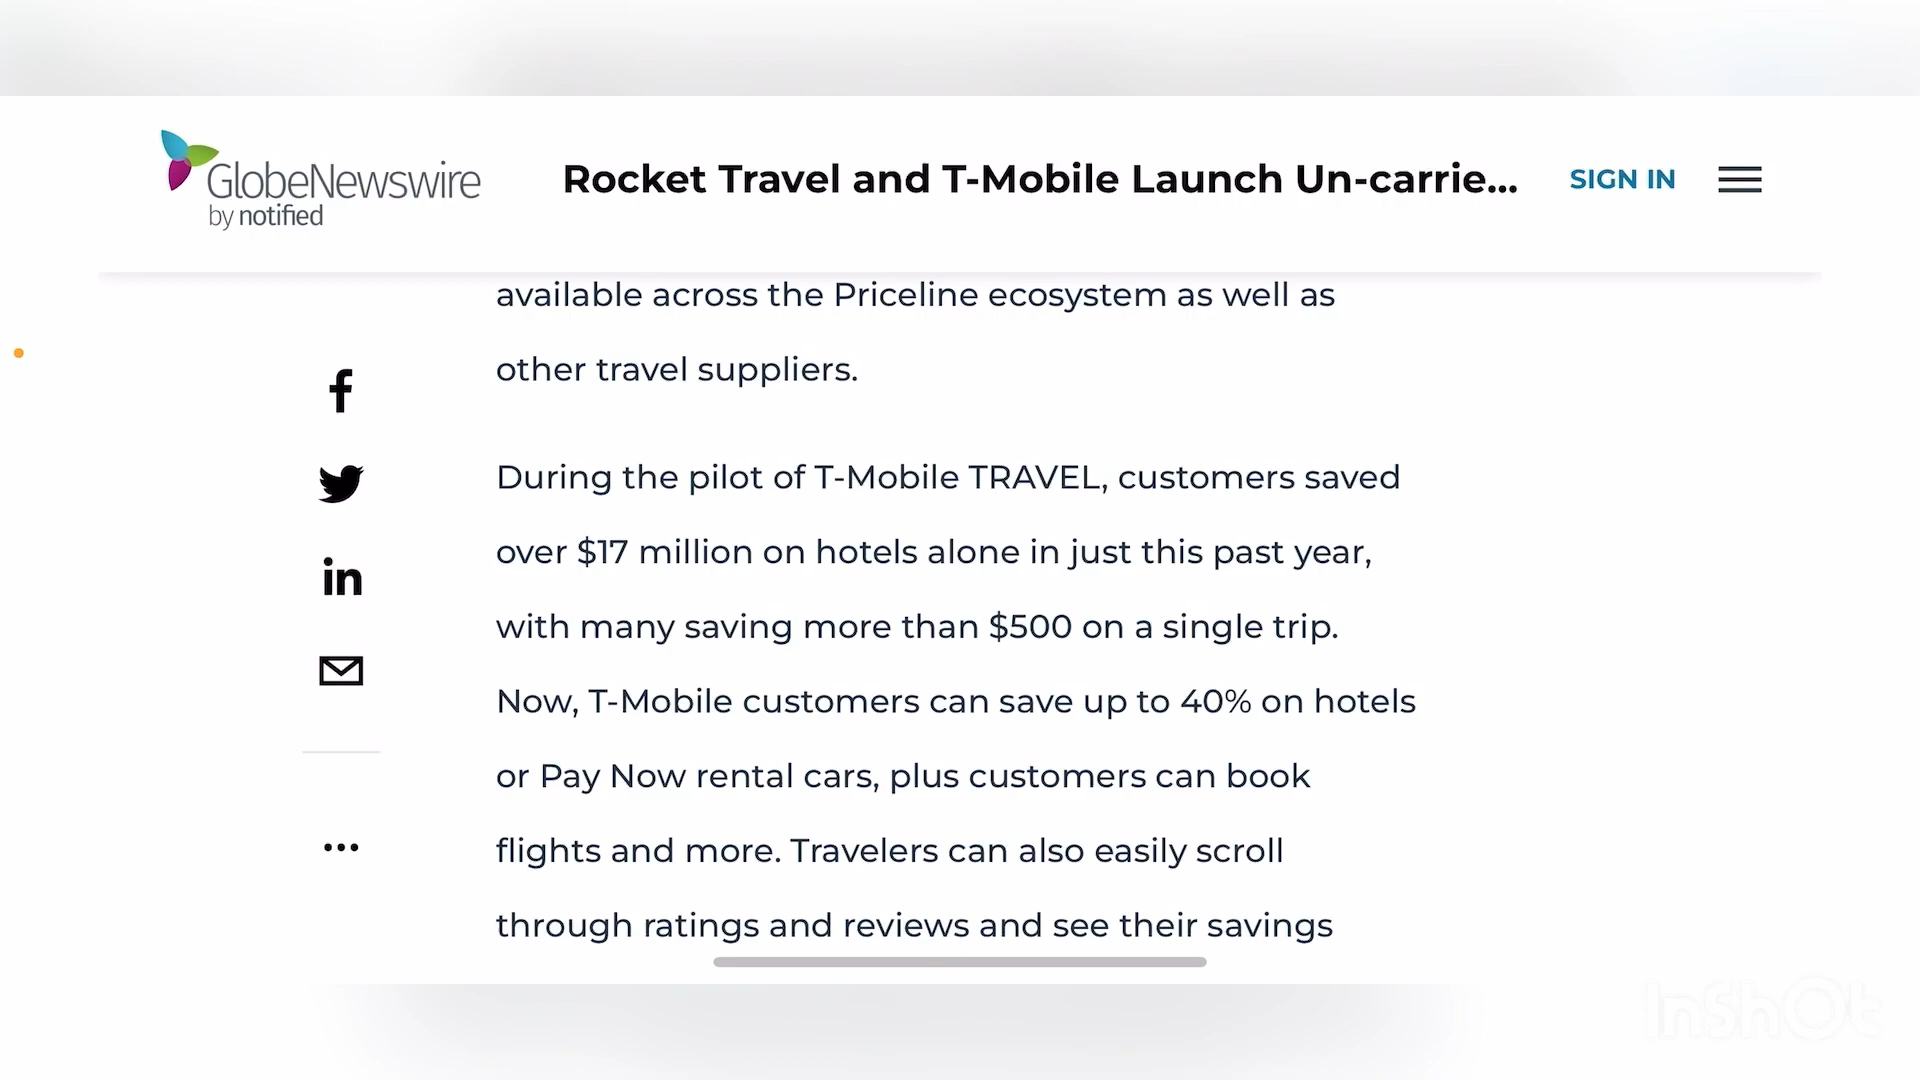 GlobeNewswire
by notified
Rocket Travel and T-Mobile Launch Un-carrie...
SIGN IN
available across the Priceline ecosystem as well as
other travel suppliers.
During the pilot of T-Mobile TRAVEL, customers saved
over $17 million on hotels alone in just this past year,
with many saving more than $500 on a single trip.
Now, T-Mobile customers can save up to 40% on hotels
or Pay Now rental cars, plus customers can book
flights and more. Travelers can also easily scroll
through ratings and reviews and see their savings
InShOt